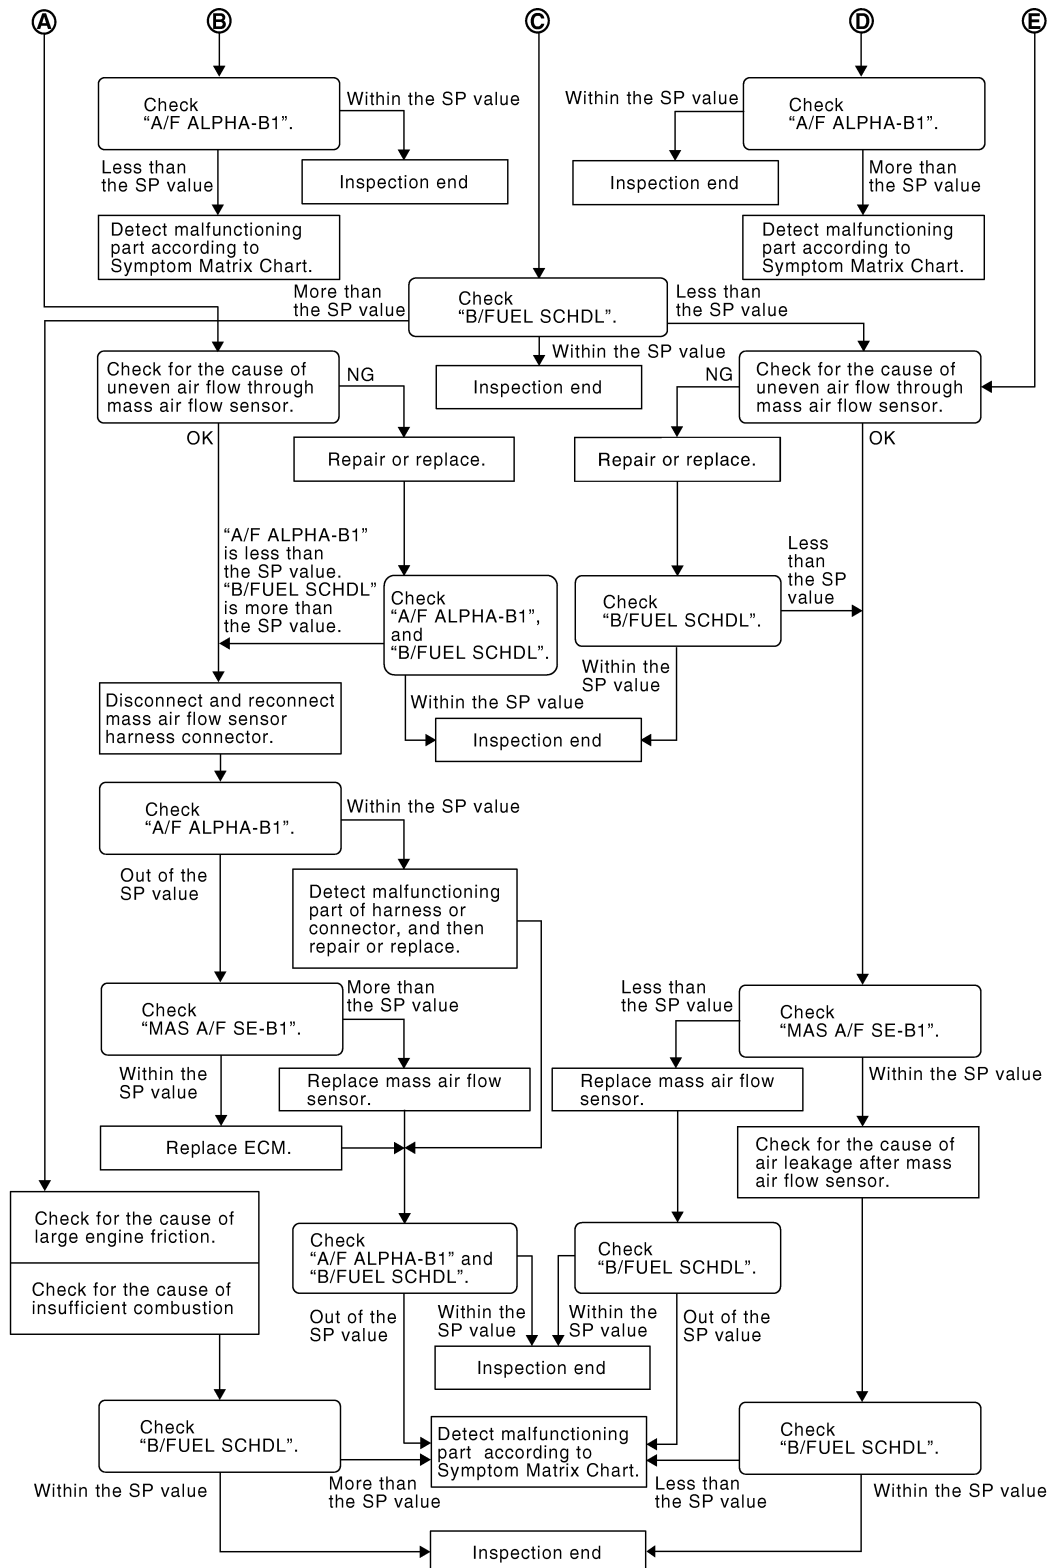 A
B
C
D
E
Check
“A/F ALPHA-B1”.
Within the SP value
Less than
the SP value
Inspection end
Detect malfunctioning
part according to
Symptom Matrix Chart.
Within the SP value
Check
“A/F ALPHA-B1”.
Inspection end
More than
the SP value
Detect malfunctioning
part according to
Symptom Matrix Chart.
More than
the SP value
Check
“B/FUEL SCHDL”.
Less than
the SP value
Within the SP value
Inspection end
Check for the cause of
uneven air flow through
mass air flow sensor.
NG
OK
Repair or replace.
NG
Check for the cause of
uneven air flow through
mass air flow sensor.
OK
Repair or replace.
“A/F ALPHA-B1”
is less than
the SP value.
“B/FUEL SCHDL”
is more than
the SP value.
Check
“A/F ALPHA-B1”,
and
“B/FUEL SCHDL”.
Check
“B/FUEL SCHDL”.
Less
than
the SP
value
Within the
SP value
Within the SP value
Inspection end
Disconnect and reconnect
mass air flow sensor
harness connector.
Check
“A/F ALPHA-B1”.
Within the SP value
Out of the
SP value
Detect malfunctioning
part of harness or
connector, and then
repair or replace.
Check
“MAS A/F SE-B1”.
More than
the SP value
Within the
SP value
Replace mass air flow
sensor.
Replace ECM.
Less than
the SP value
Check
“MAS A/F SE-B1”.
Replace mass air flow
sensor.
Within the SP value
Check for the cause of
air leakage after mass
air flow sensor.
Check for the cause of
large engine friction.
Check for the cause of
insufficient combustion
Check
“A/F ALPHA-B1” and
“B/FUEL SCHDL”.
Check
“B/FUEL SCHDL”.
Out of the
SP value
Within the
SP value
Within the
SP value
Out of the
SP value
Inspection end
Check
“B/FUEL SCHDL”.
Detect malfunctioning
part according to
Symptom Matrix Chart.
Check
“B/FUEL SCHDL”.
Within the SP value
More than
the SP value
Less than
the SP value
Within the SP value
Inspection end